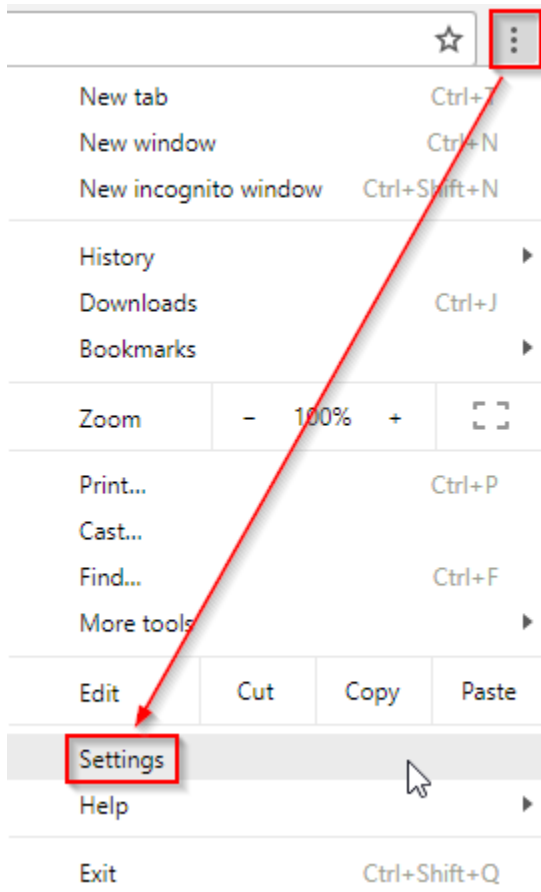 New tab Ctrl+T
New window Ctrl+N
New incognito window Ctrl+Shift+N
History
Downloads Ctrl+J
Bookmarks
Zoom - 100% +
Print... Ctrl+P
Cast...
Find... Ctrl+F
More tools
Edit Cut Copy Paste
Settings
Help
Exit Ctrl+Shift+Q